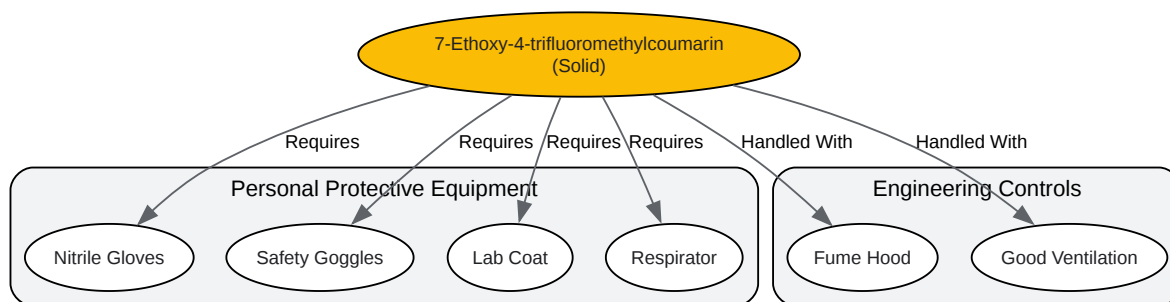 7-Ethoxy-4-trifluoromethylcoumarin
(Solid)
Requires
Requires
Requires
Requires
Handled With
Handled With
Personal Protective Equipment
Engineering Controls
Nitrile Gloves
Safety Goggles
Lab Coat
Respirator
Fume Hood
Good Ventilation